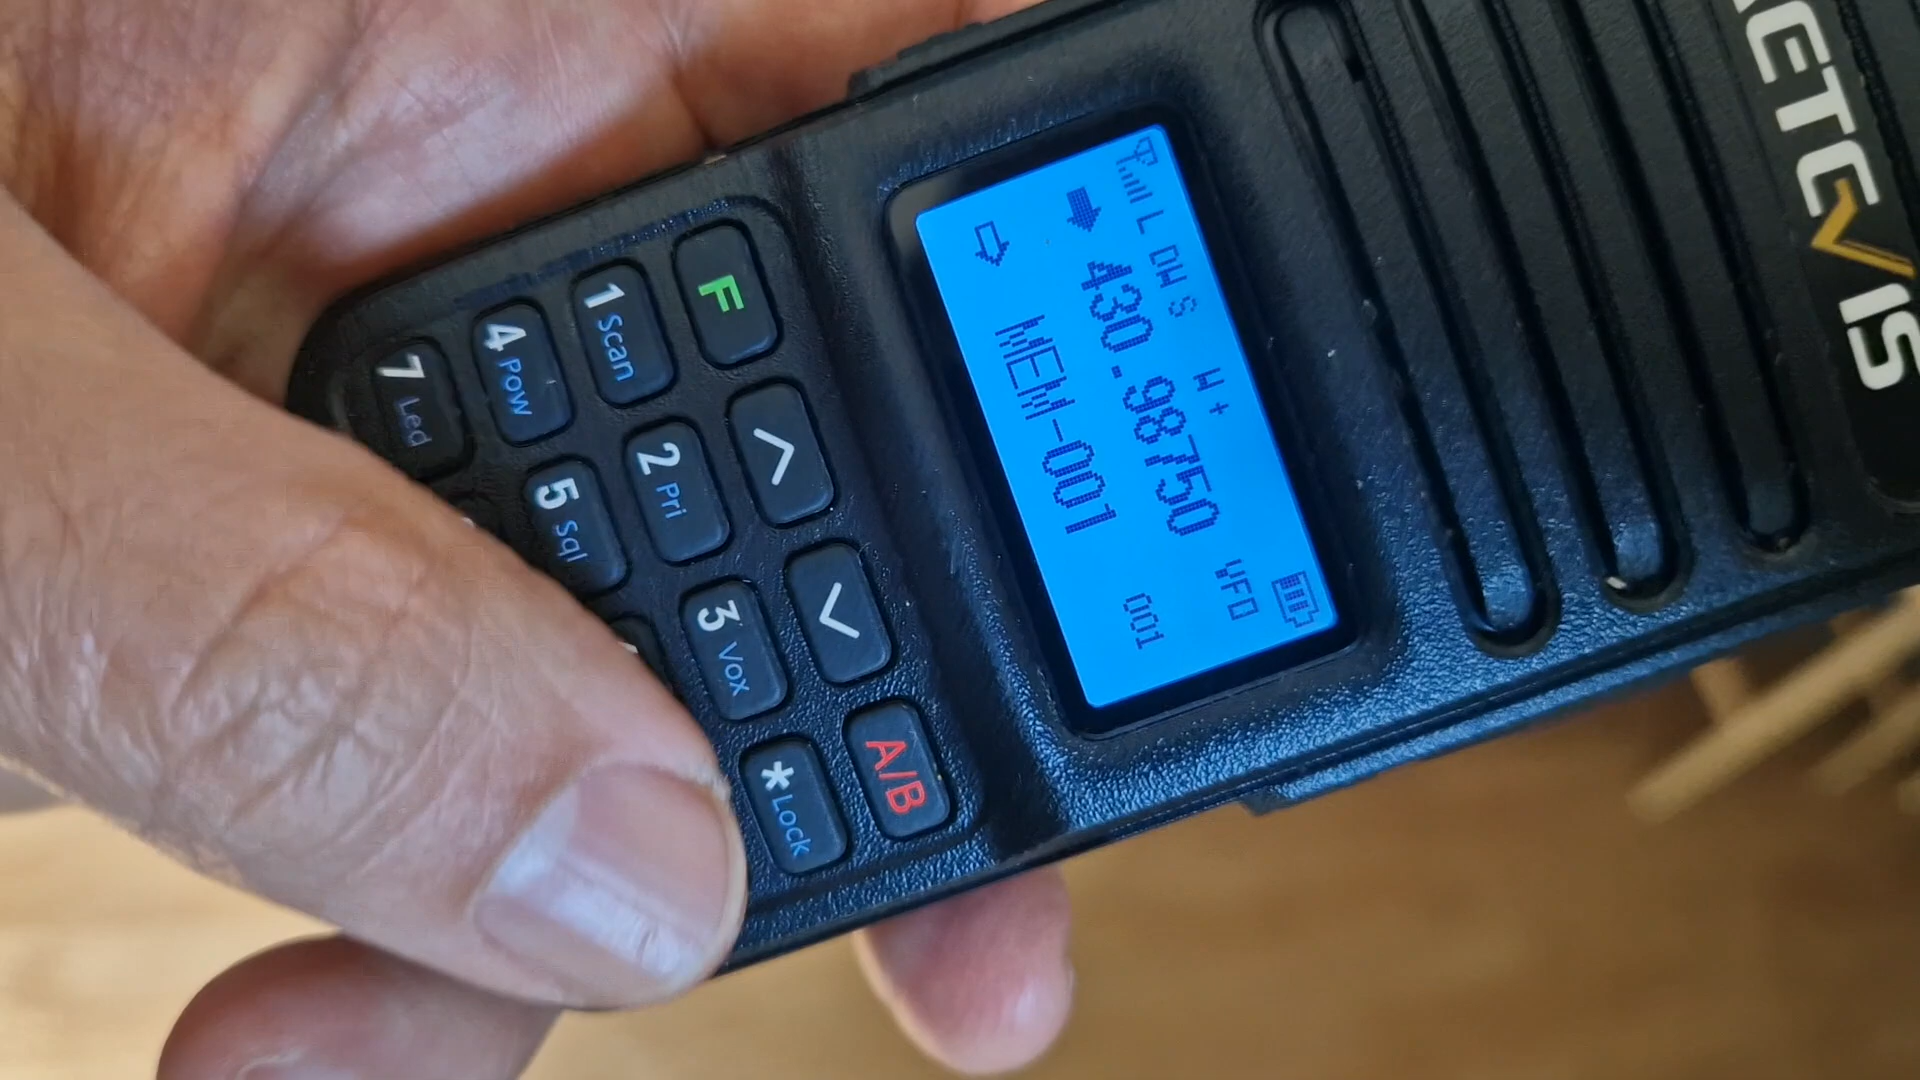 RETEVIS
L DW S W+
430.98750 VFO
MEM-001 001
F
A/B
1 Scan
2 Pri
3 Vox
* Lock
4 Pow
5 Sql
7 Led